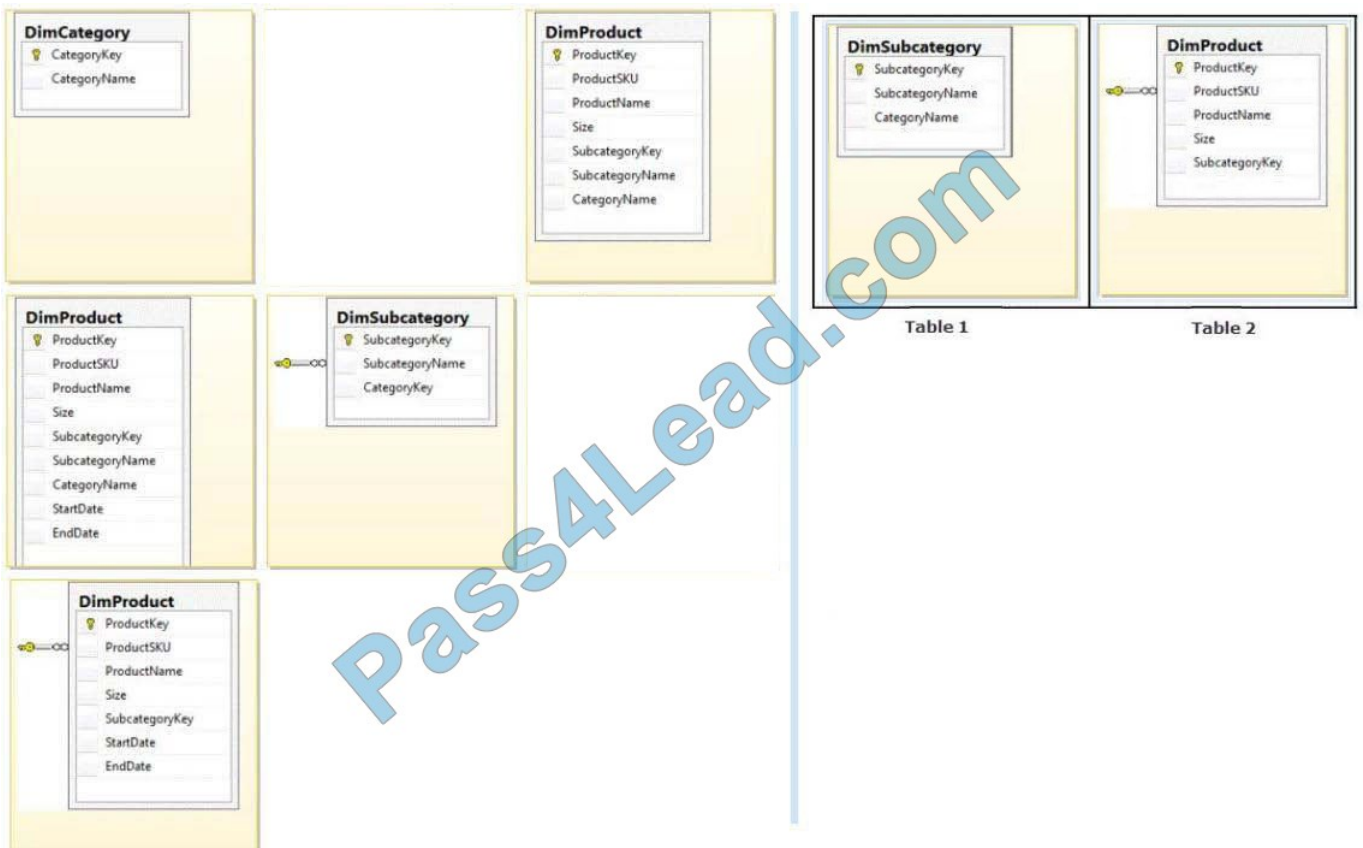 DimCategory
CategoryKey
CategoryName
DimProduct
ProductKey
ProductSKU
ProductName
Size
SubcategoryKey
SubcategoryName
CategoryName
DimProduct
ProductKey
ProductSKU
ProductName
Size
SubcategoryKey
SubcategoryName
CategoryName
StartDate
EndDate
DimSubcategory
SubcategoryKey
SubcategoryName
CategoryKey
DimProduct
ProductKey
ProductSKU
ProductName
Size
SubcategoryKey
StartDate
EndDate
DimSubcategory
SubcategoryKey
SubcategoryName
CategoryName
Table 1
DimProduct
ProductKey
ProductSKU
ProductName
Size
SubcategoryKey
Table 2
Pass4Lead.com